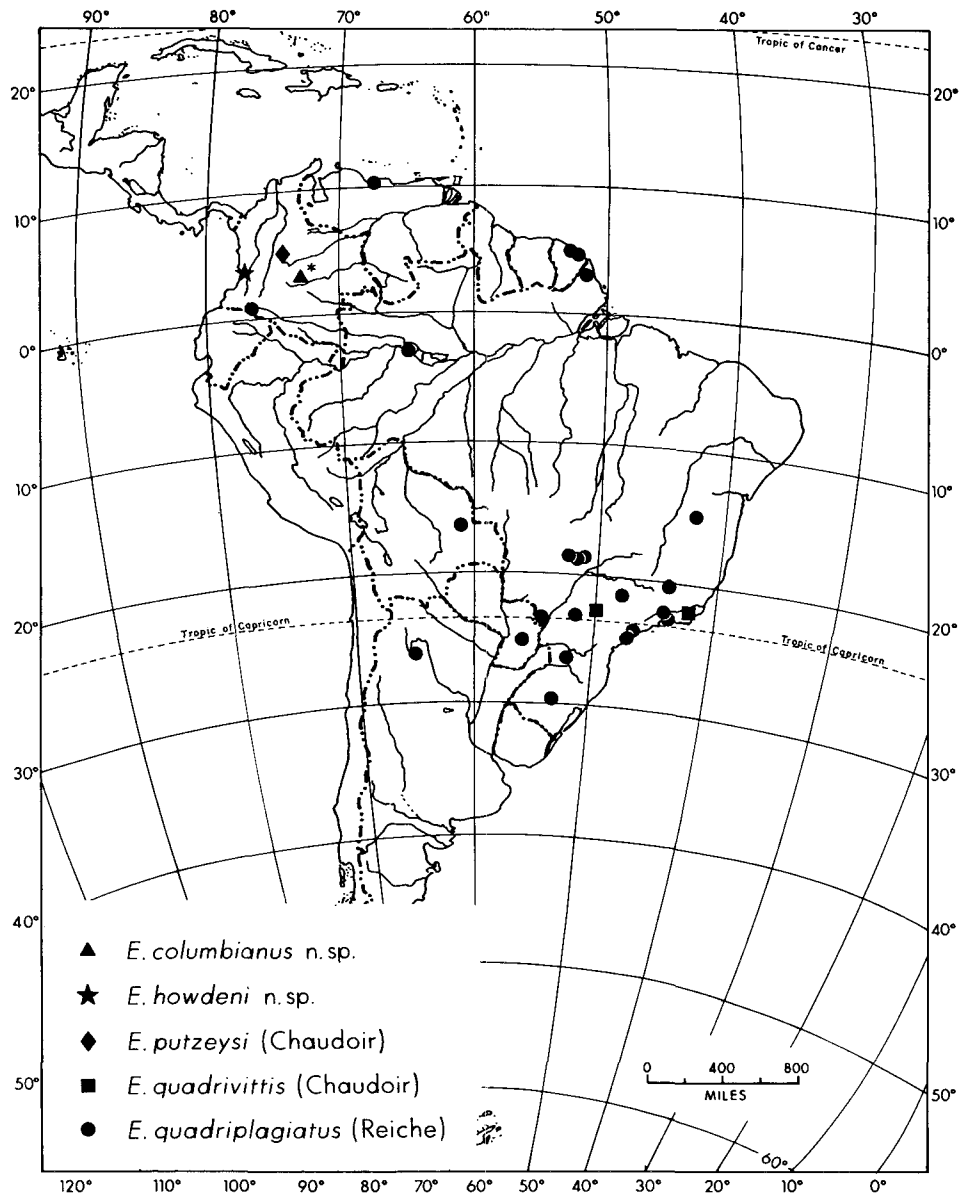 90° 80° 70° 60° 50° 40° 30°
Tropic of Cancer
20° 20°
10° 10°
*
0° 0°
10° 10°
Tropic of Capricorn Tropic of Capricorn
20° 20°
30° 30°
40° 40°
▲ E. columbianus n.sp.
★ E. howdeni n.sp.
◆ E. putzeysi (Chaudoir)
■ E. quadrivittis (Chaudoir)
● E. quadriplagiatus (Reiche)
0 400 800
MILES
50° 50°
60°
120° 110° 100° 90° 80° 70° 60° 50° 40° 30° 20° 10° 0°